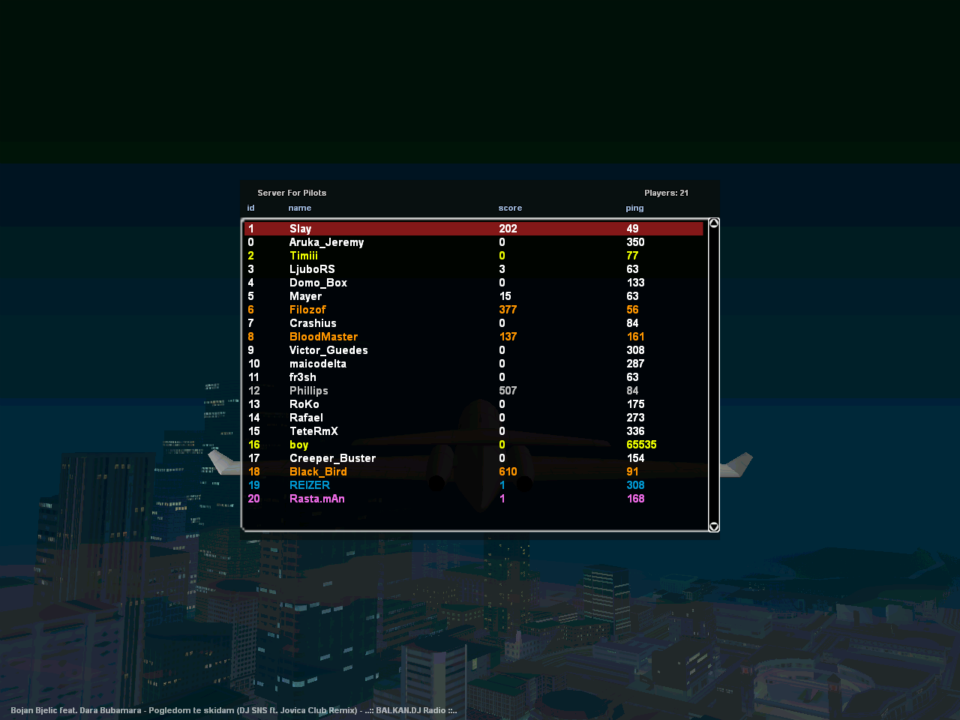 Server For Pilots Players: 21
id name score ping
1 Slay 202 49
0 Aruka_Jeremy 0 350
2 Timiii 0 77
3 LjuboRS 3 63
4 Domo_Box 0 133
5 Mayer 15 63
6 Filozof 377 56
7 Crashius 0 84
8 BloodMaster 137 161
9 Victor_Guedes 0 308
10 maicodelta 0 287
11 fr3sh 0 63
12 Phillips 507 84
13 RoKo 0 175
14 Rafael 0 273
15 TeteRmX 0 336
16 boy 0 65535
17 Creeper_Buster 0 154
18 Black_Bird 610 91
19 REIZER 1 308
20 Rasta.mAn 1 168
Bojan Bjelic feat. Dara Bubamara - Pogledom te skidam (DJ SNS ft. Jovica Club Remix) - ..:: BALKAN.DJ Radio ::..